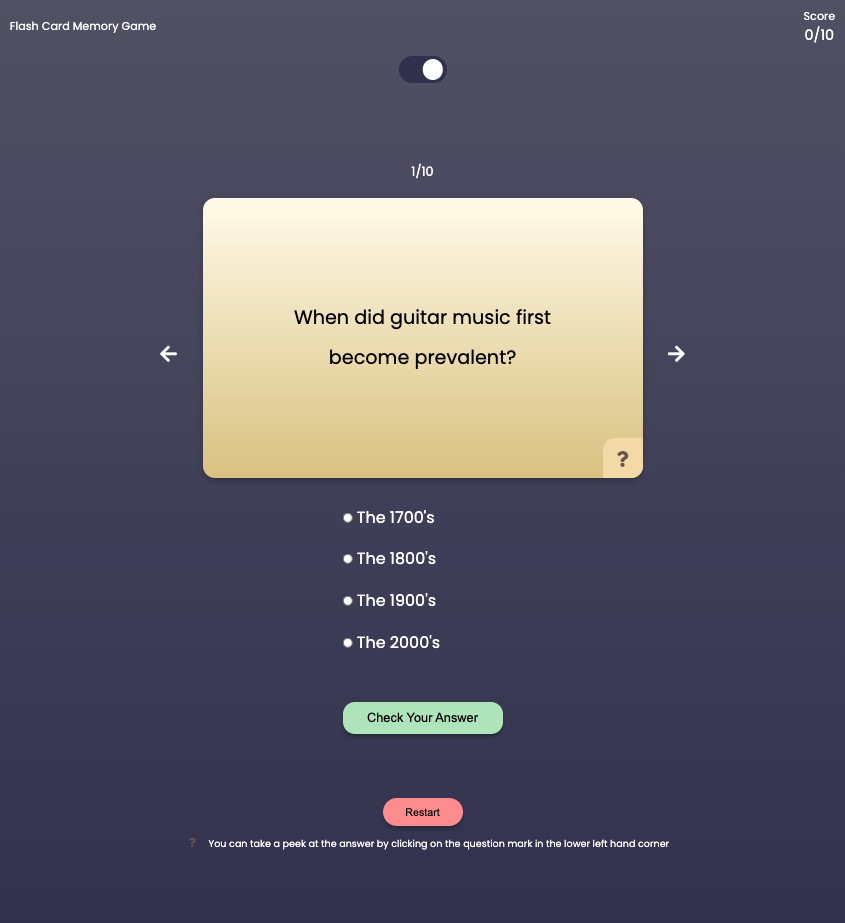 Flash Card Memory Game
Score
0/10
1/10
When did guitar music first
become prevalent?
?
The 1700's
The 1800's
The 1900's
The 2000's
Check Your Answer
Restart
? You can take a peek at the answer by clicking on the question mark in the lower left hand corner